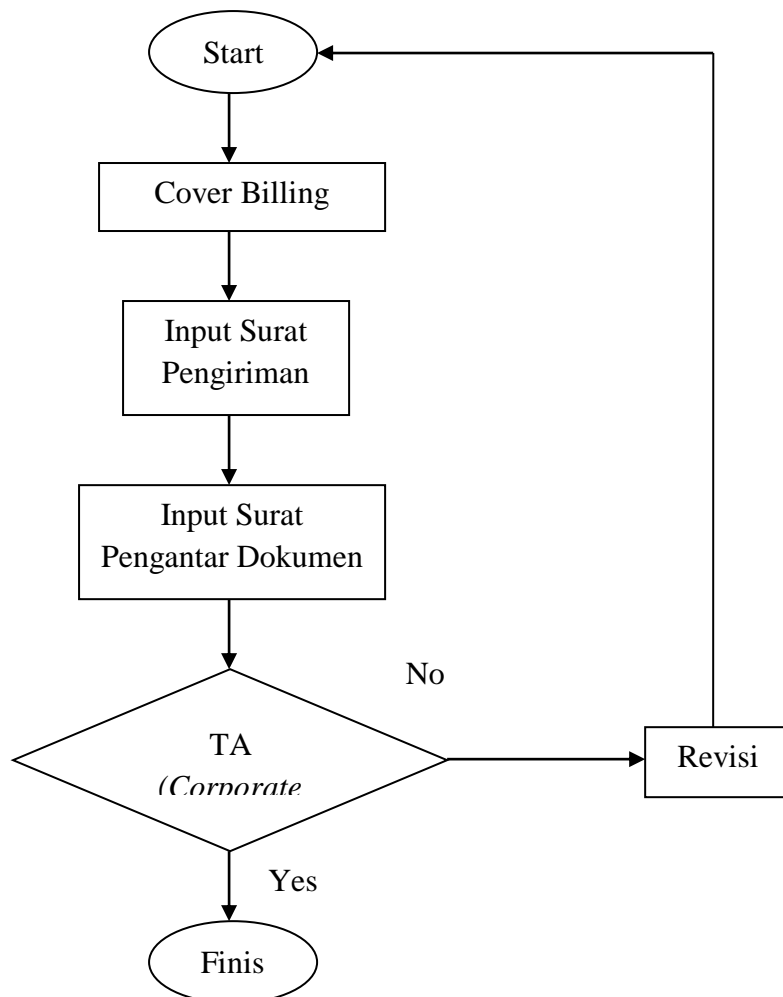 Start
Cover Billing
Input Surat
Pengiriman
Input Surat
Pengantar Dokumen
No
TA
(Corporate
Revisi
Yes
Finis